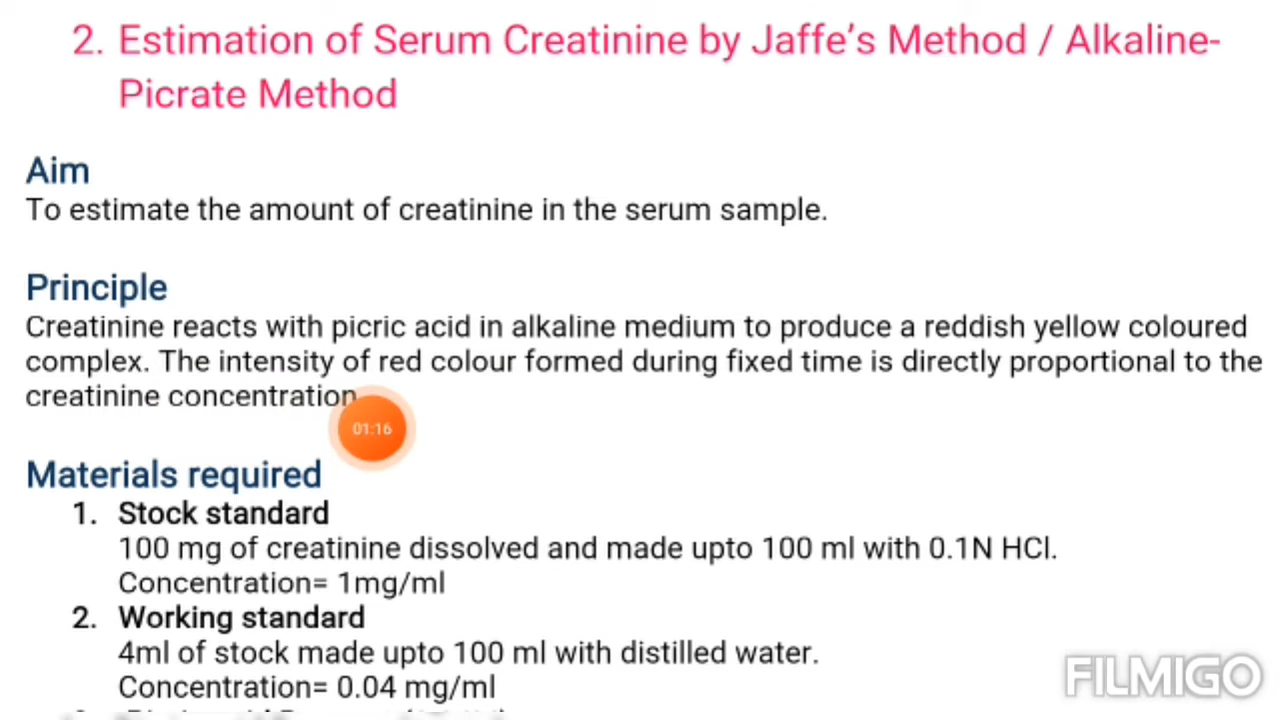 2. Estimation of Serum Creatinine by Jaffe’s Method / Alkaline-
Picrate Method
Aim
To estimate the amount of creatinine in the serum sample.
Principle
Creatinine reacts with picric acid in alkaline medium to produce a reddish yellow coloured
complex. The intensity of red colour formed during fixed time is directly proportional to the
creatinine concentration
01:16
Materials required
1. Stock standard
100 mg of creatinine dissolved and made upto 100 ml with 0.1N HCl.
Concentration= 1mg/ml
2. Working standard
4ml of stock made upto 100 ml with distilled water.
Concentration= 0.04 mg/ml
FILMIGO